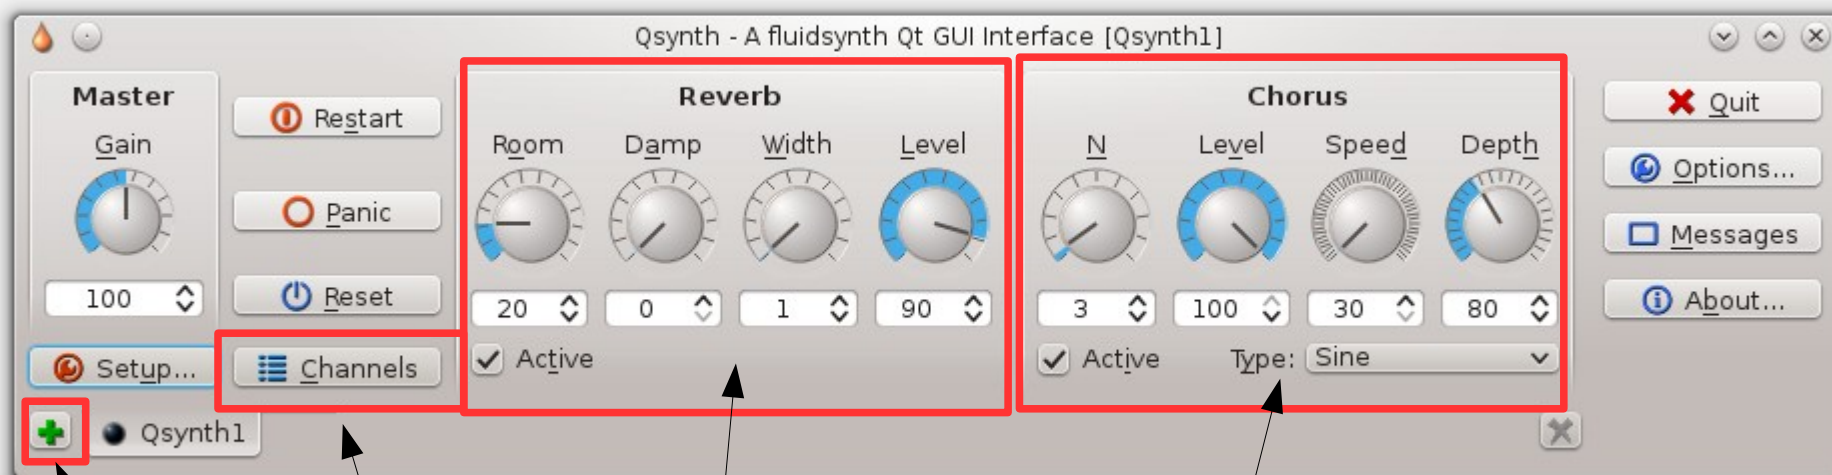 Qsynth - A fluidsynth Qt GUI Interface [Qsynth1]
Master
Gain
100
Setup...
Restart
Panic
Reset
Channels
Reverb
Room Damp Width Level
20 0 1 90
Active
Chorus
N Level Speed Depth
3 100 30 80
Active Type: Sine
Quit
Options...
Messages
About...
Qsynth1